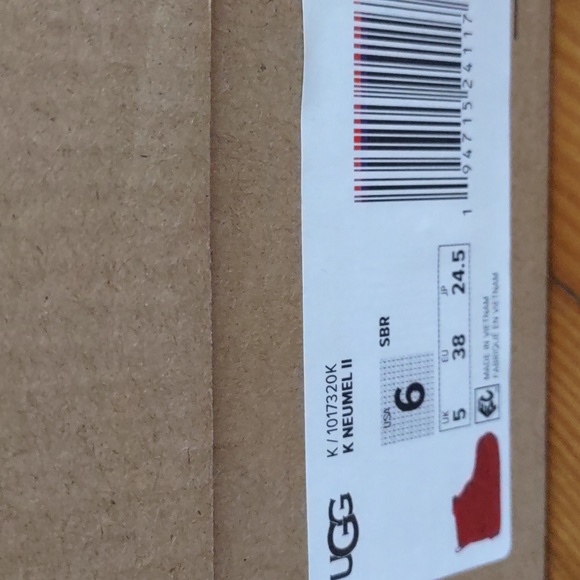 UGG
K / 1017320K
K NEUMEL II
USA
6
SBR
UK EU JP
5 38 24.5
MADE IN VIETNAM
FABRIQUÉ EN VIETNAM
1 94715 24117